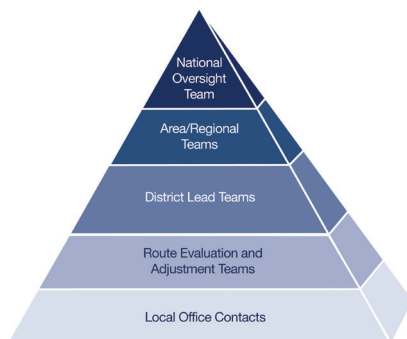 National
Oversight
Team
Area/Regional
Teams
District Lead Teams
Route Evaluation and
Adjustment Teams
Local Office Contacts